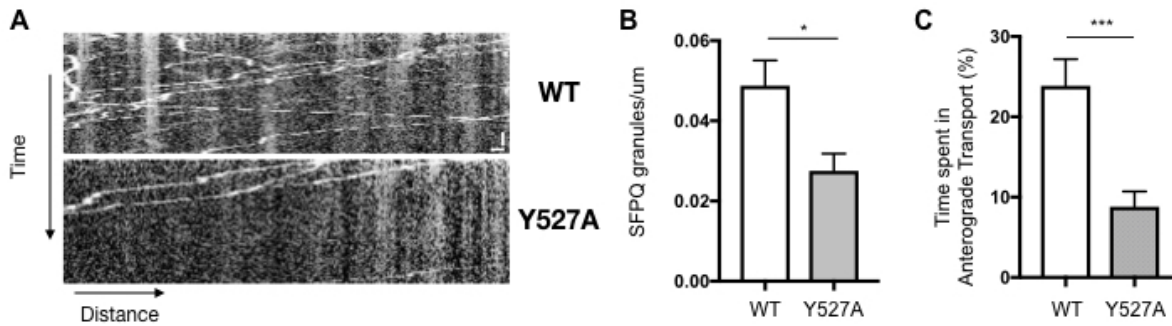 A
Time
WT
Y527A
Distance
B
*
SFPQ granules/um
0.06
0.04
0.02
0.00
WT Y527A
C
***
Time spent in
Anterograde Transport (%)
30
20
10
0
WT Y527A